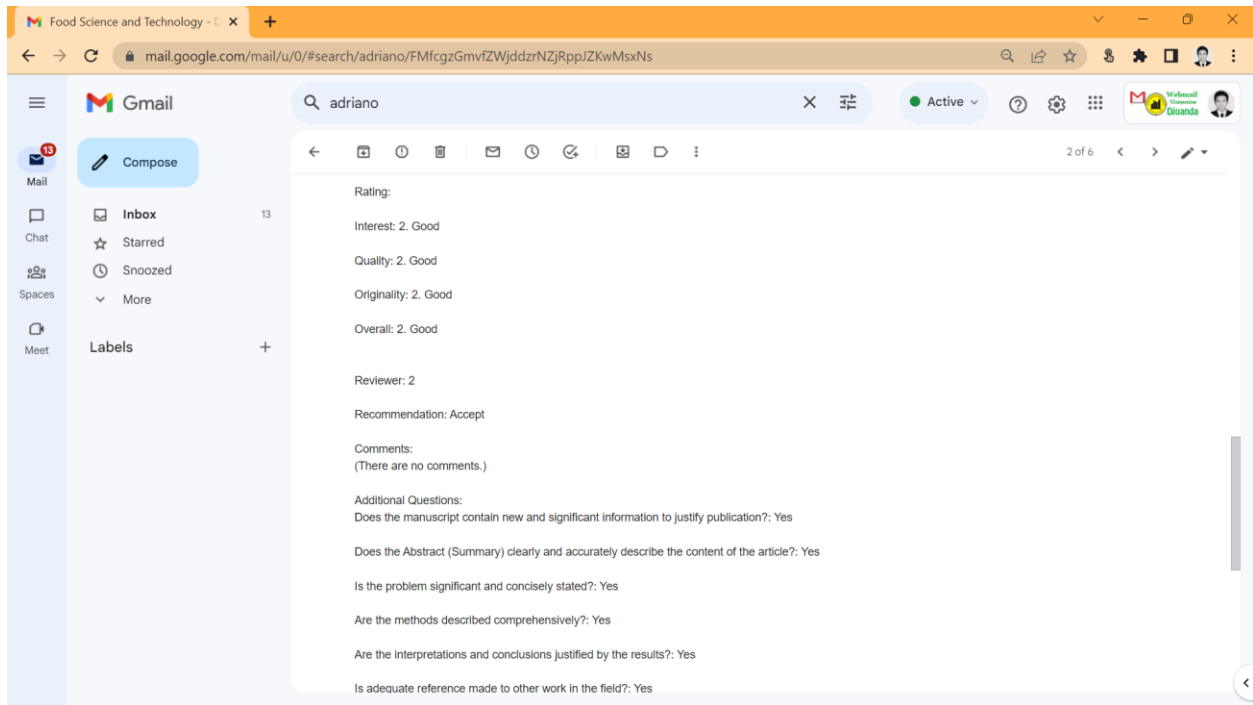 Food Science and Technology - D
mail.google.com/mail/u/0/#search/adriano/FMfcgzGmvfZWjddzrNZjRppJZKwMsxNs
Gmail
adriano
Active
Webmail
Universitas
Djuanda
13
Mail
Chat
Spaces
Meet
Compose
Inbox 13
Starred
Snoozed
More
Labels
2 of 6
Rating:
Interest: 2. Good
Quality: 2. Good
Originality: 2. Good
Overall: 2. Good
Reviewer: 2
Recommendation: Accept
Comments:
(There are no comments.)
Additional Questions:
Does the manuscript contain new and significant information to justify publication?: Yes
Does the Abstract (Summary) clearly and accurately describe the content of the article?: Yes
Is the problem significant and concisely stated?: Yes
Are the methods described comprehensively?: Yes
Are the interpretations and conclusions justified by the results?: Yes
Is adequate reference made to other work in the field?: Yes